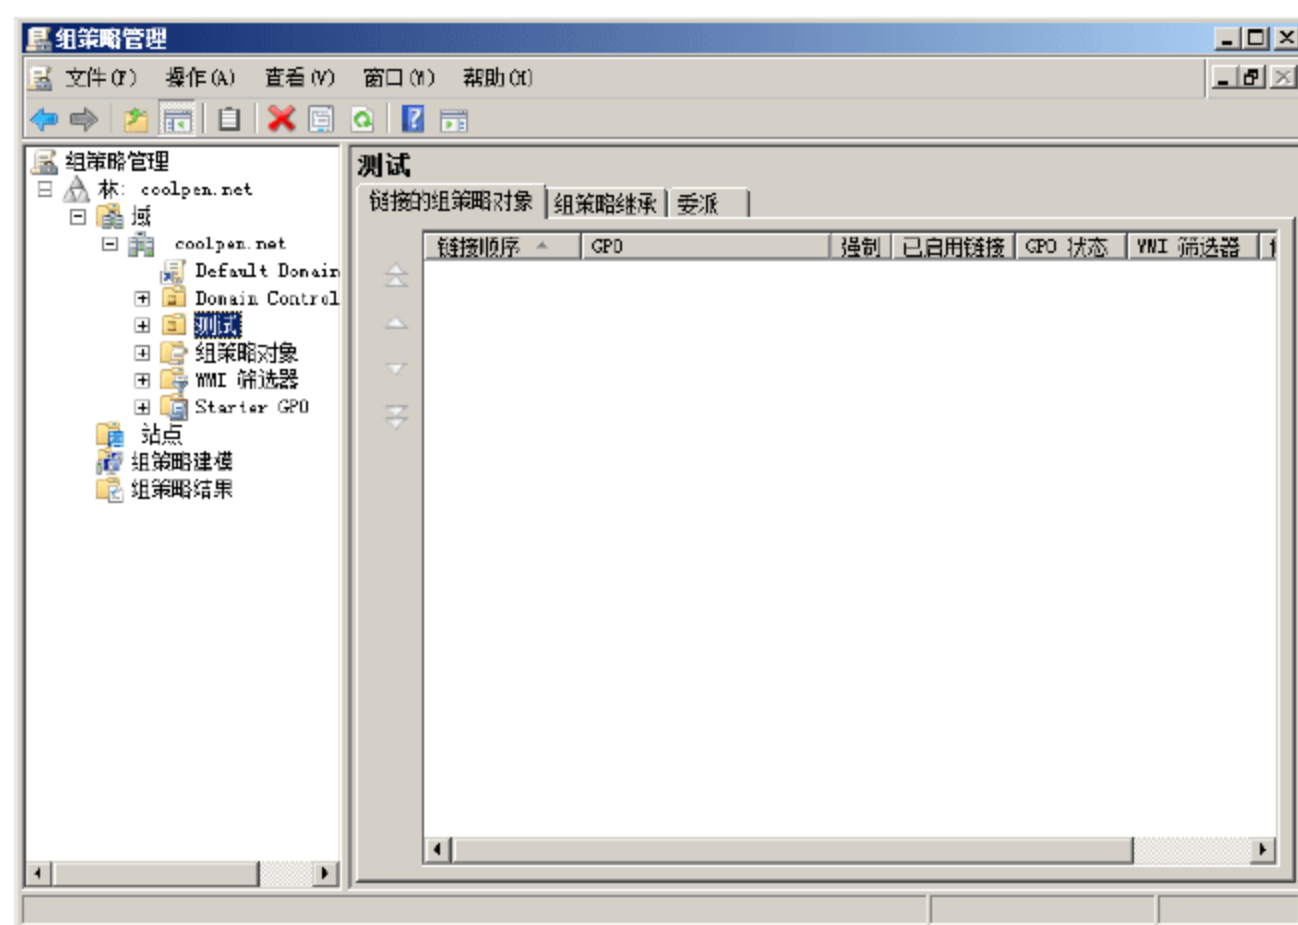 组策略管理
文件(F) 操作(A) 查看(V) 窗口(W) 帮助(H)
组策略管理
林: coolpen.net
域
coolpen.net
Default Domain
Domain Control
测试
组策略对象
WMI 筛选器
Starter GPO
站点
组策略建模
组策略结果
测试
链接的组策略对象 组策略继承 委派
链接顺序 GPO 强制 已启用链接 GPO 状态 WMI 筛选器